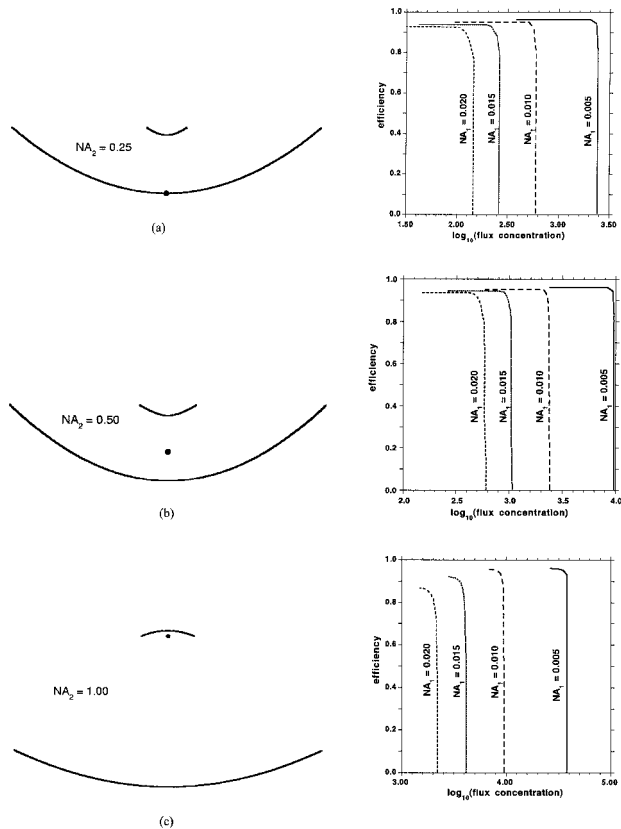 NA2 = 0.25
(a)
efficiency
1.0
0.8
0.6
0.4
0.2
0.0
NA1 = 0.020
NA1 = 0.015
NA1 = 0.010
NA1 = 0.005
1.50 2.00 2.50 3.00 3.50
log10(flux concentration)
NA2 = 0.50
(b)
efficiency
1.0
0.8
0.6
0.4
0.2
0.0
NA1 = 0.020
NA1 = 0.015
NA1 = 0.010
NA1 = 0.005
2.0 2.5 3.0 3.5 4.0
log10(flux concentration)
NA2 = 1.00
(c)
efficiency
1.0
0.8
0.6
0.4
0.2
0.0
NA1 = 0.020
NA1 = 0.015
NA1 = 0.010
NA1 = 0.005
3.00 4.00 5.00
log10(flux concentration)